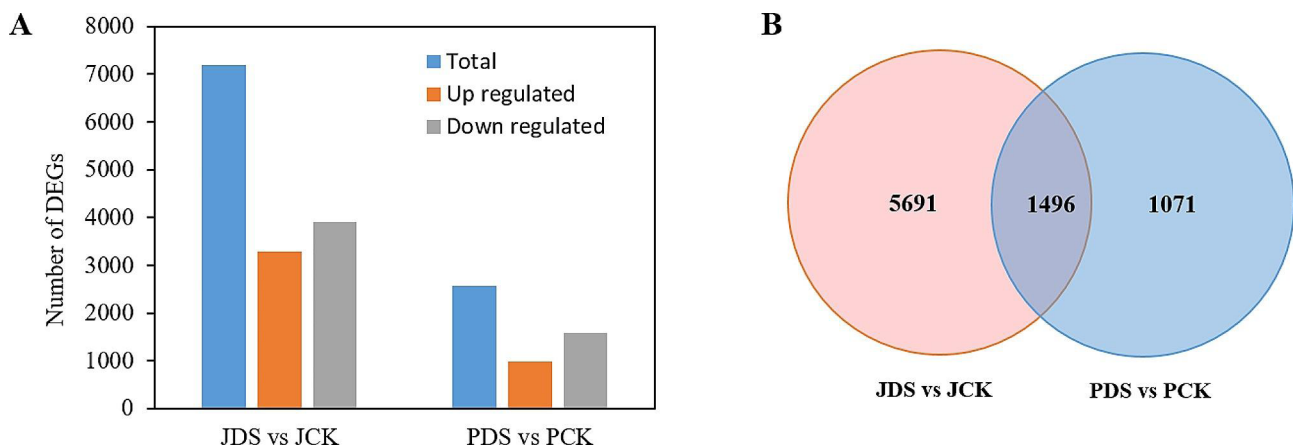 A
Number of DEGs
8000
7000
6000
5000
4000
3000
2000
1000
0
Total
Up regulated
Down regulated
JDS vs JCK
PDS vs PCK
B
5691
1496
1071
JDS vs JCK
PDS vs PCK